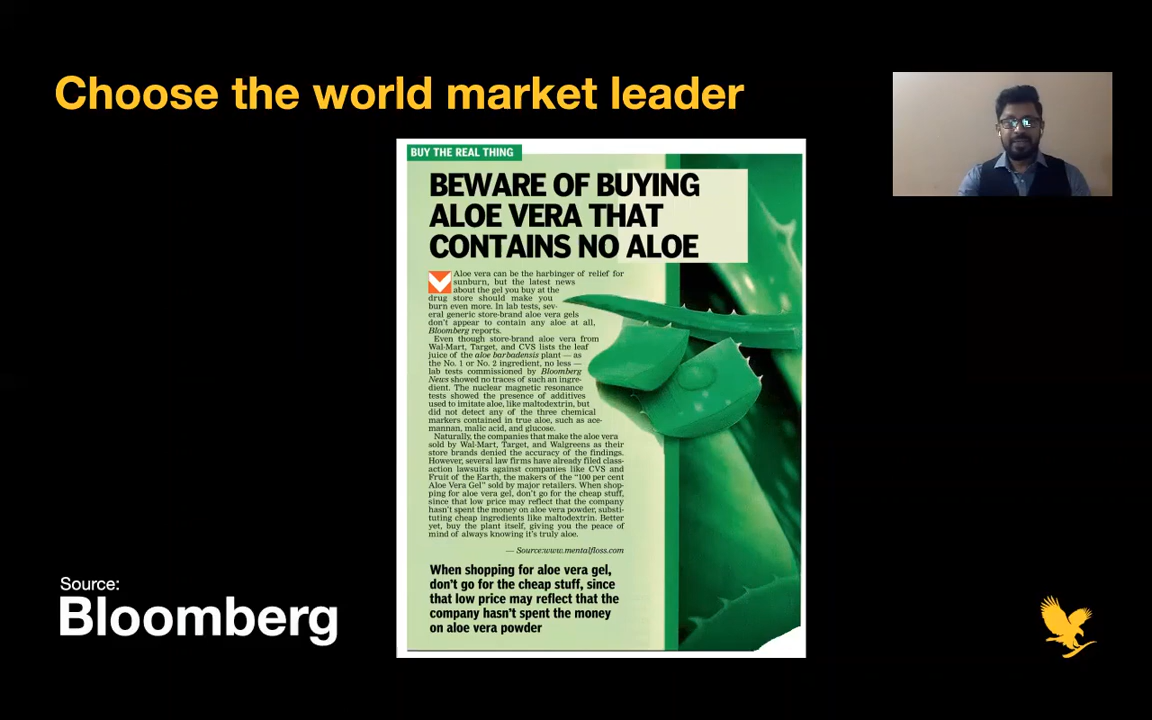 Choose the world market leader
BUY THE REAL THING
BEWARE OF BUYING
ALOE VERA THAT
CONTAINS NO ALOE
Aloe vera can be the harbinger of relief for
sunburn, but the latest news
about the gel you buy at the
drug store should make you
burn even more. In lab tests, sev-
eral generic store-brand aloe vera gels
don't appear to contain any aloe at all,
Bloomberg reports.
Even though store-brand aloe vera from
Wal-Mart, Target, and CVS lists the leaf
juice of the aloe barbadensis plant — as
the No. 1 or No. 2 ingredient, no less —
lab tests commissioned by Bloomberg
News showed no traces of such an ingre-
dient. The nuclear magnetic resonance
tests showed the presence of additives
used to imitate aloe, like maltodextrin, but
did not detect any of the three chemical
markers contained in true aloe, such as ace-
mannan, malic acid, and glucose.
Naturally, the companies that make the aloe vera
sold by Wal-Mart, Target, and Walgreens as their
store brands denied the accuracy of the findings.
However, several law firms have already filed class-
action lawsuits against companies like CVS and
Fruit of the Earth, the makers of the "100 per cent
Aloe Vera Gel" sold by major retailers. When shop-
ping for aloe vera gel, don't go for the cheap stuff,
since that low price may reflect that the company
hasn't spent the money on aloe vera powder, substi-
tuting cheap ingredients like maltodextrin. Better
yet, buy the plant itself, giving you the peace of
mind of always knowing it's truly aloe.
— Source:www.mentalfloss.com
When shopping for aloe vera gel,
don't go for the cheap stuff, since
that low price may reflect that the
company hasn't spent the money
on aloe vera powder
Source:
Bloomberg